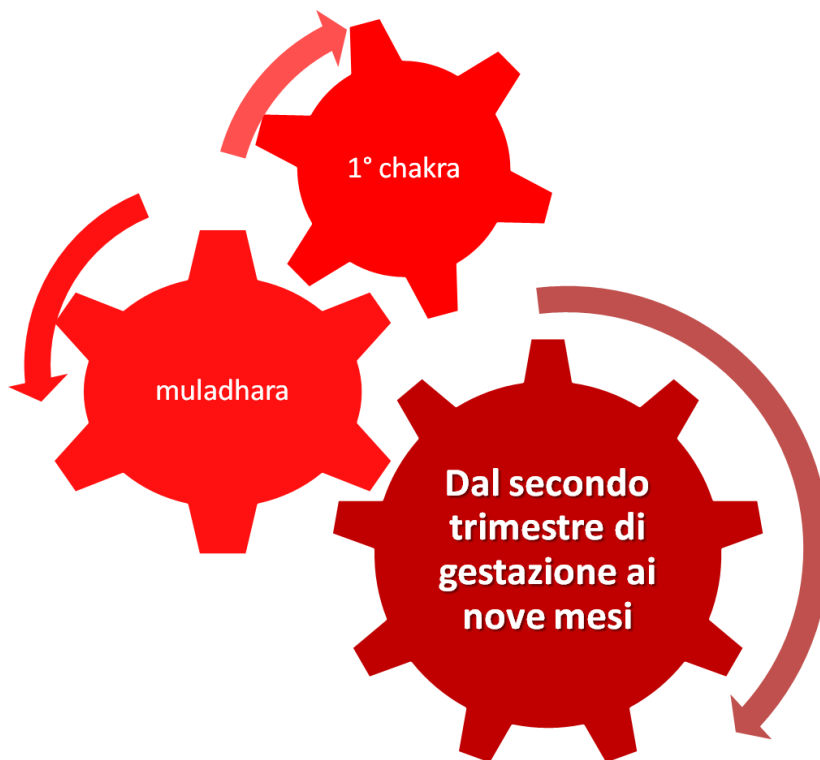 1° chakra
muladhara
Dal secondo
trimestre di
gestazione ai
nove mesi